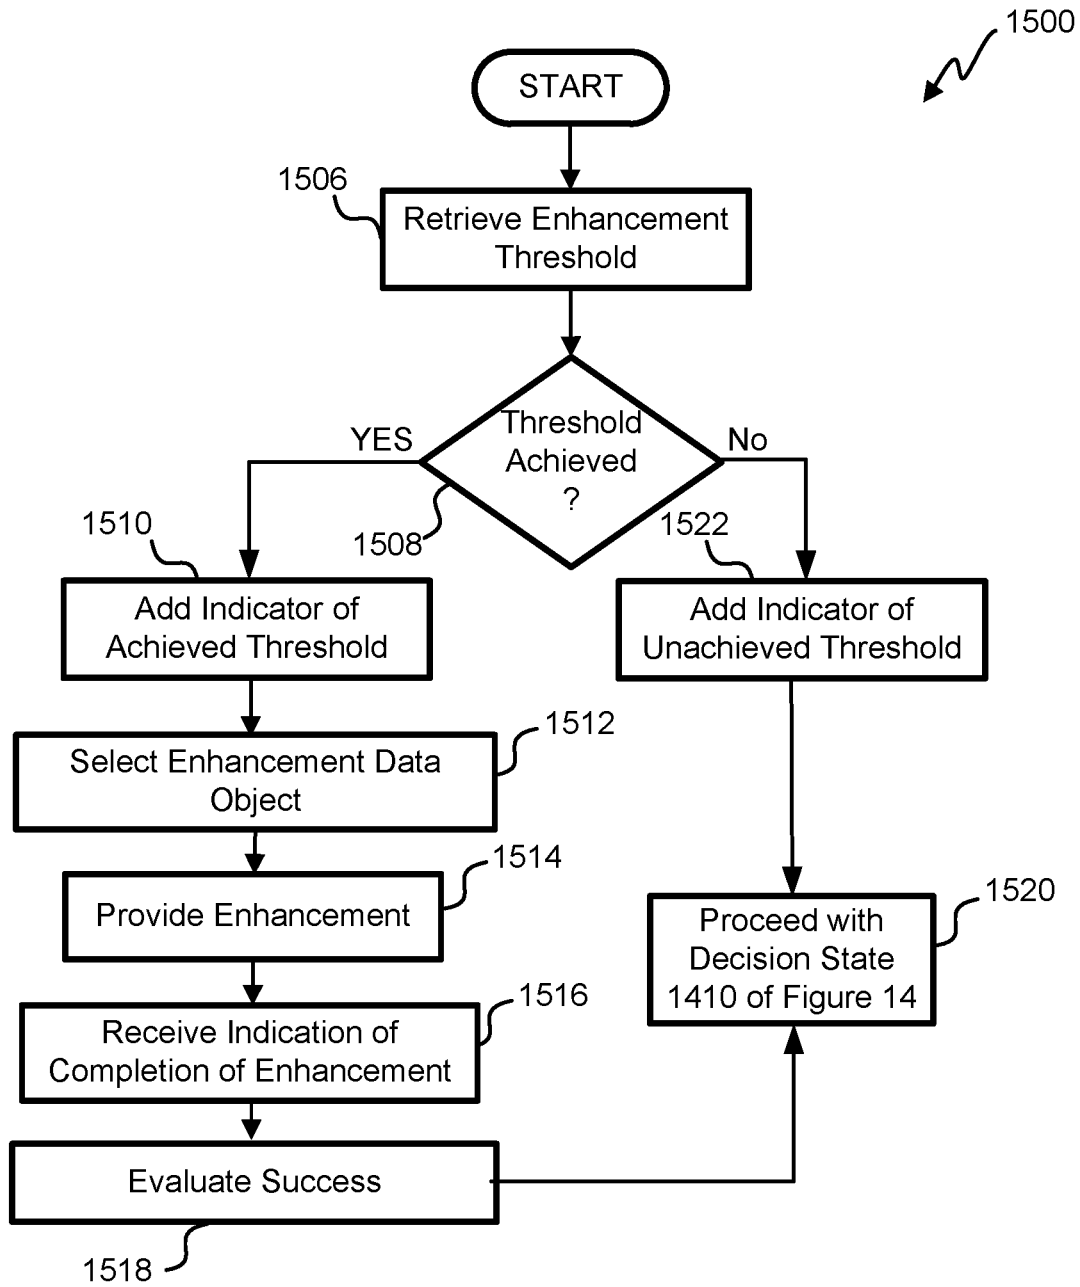 1500
START
1506
Retrieve Enhancement
Threshold
Threshold
Achieved
?
YES
No
1508
1510
1522
Add Indicator of
Achieved Threshold
Add Indicator of
Unachieved Threshold
1512
Select Enhancement Data
Object
1514
Provide Enhancement
1520
Proceed with
Decision State
1410 of Figure 14
1516
Receive Indication of
Completion of Enhancement
Evaluate Success
1518